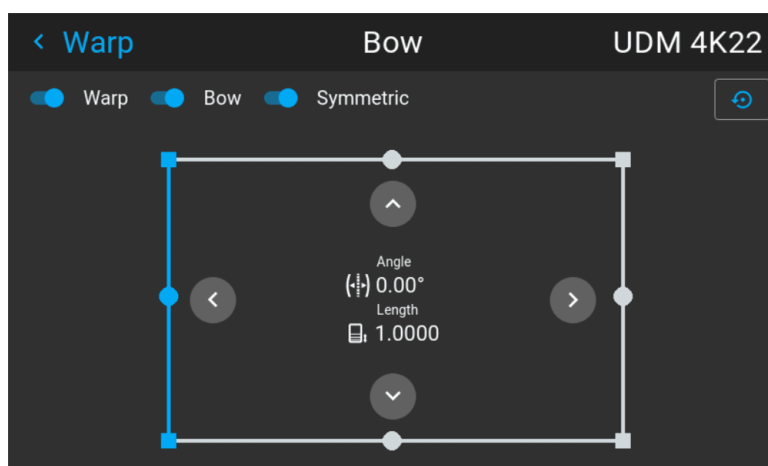 Warp Bow UDM 4K22
Warp Bow Symmetric
Angle
0.00°
Length
1.0000